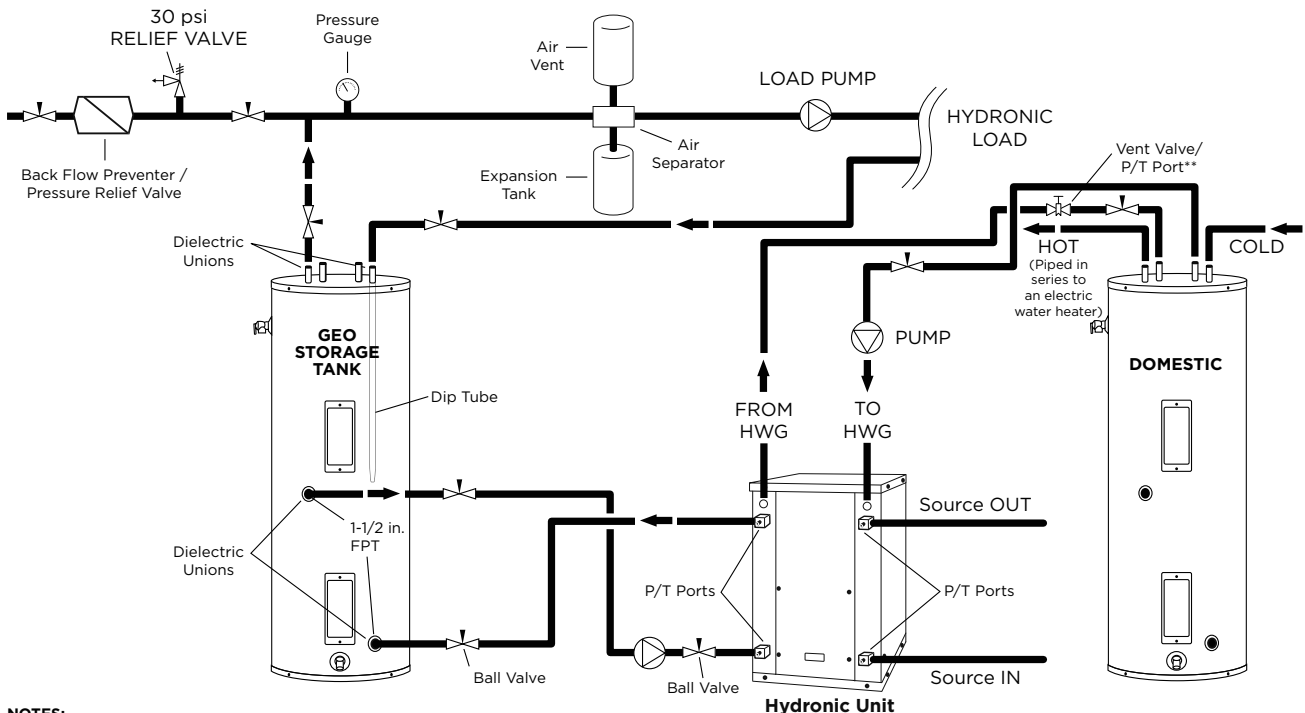 30 psi
RELIEF VALVE
Pressure
Gauge
Air
Vent
LOAD PUMP
HYDRONIC
LOAD
Vent Valve/
P/T Port**
Back Flow Preventer /
Pressure Relief Valve
Expansion
Tank
Air
Separator
Dielectric
Unions
HOT
(Piped in
series to
an electric
water heater)
COLD
GEO
STORAGE
TANK
PUMP
DOMESTIC
Dip Tube
FROM
HWG
TO
HWG
1-1/2 in.
FPT
Dielectric
Unions
Source OUT
P/T Ports
P/T Ports
Ball Valve
Ball Valve
Source IN
Hydronic Unit
NOTES: